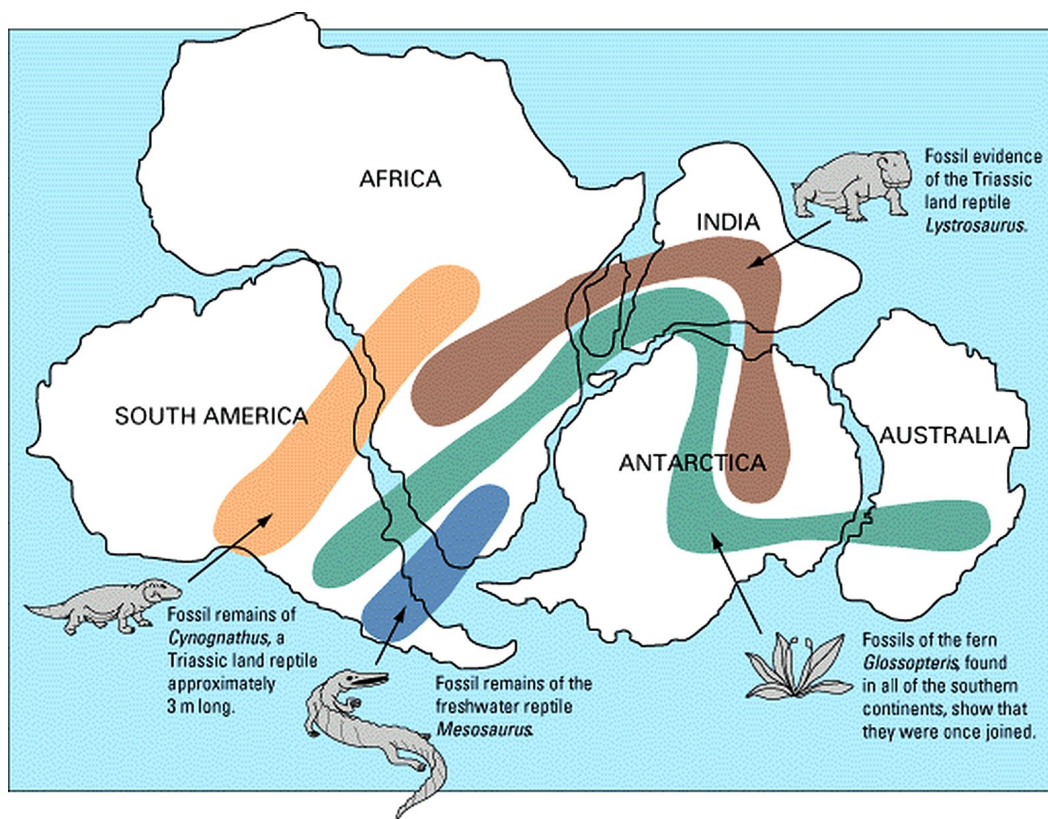 AFRICA
INDIA
Fossil evidence
of the Triassic
land reptile
Lystrosaurus.
SOUTH AMERICA
ANTARCTICA
AUSTRALIA
Fossil remains of
Cynognathus, a
Triassic land reptile
approximately
3 m long.
Fossil remains of the
freshwater reptile
Mesosaurus.
Fossils of the fern
Glossopteris, found
in all of the southern
continents, show that
they were once joined.